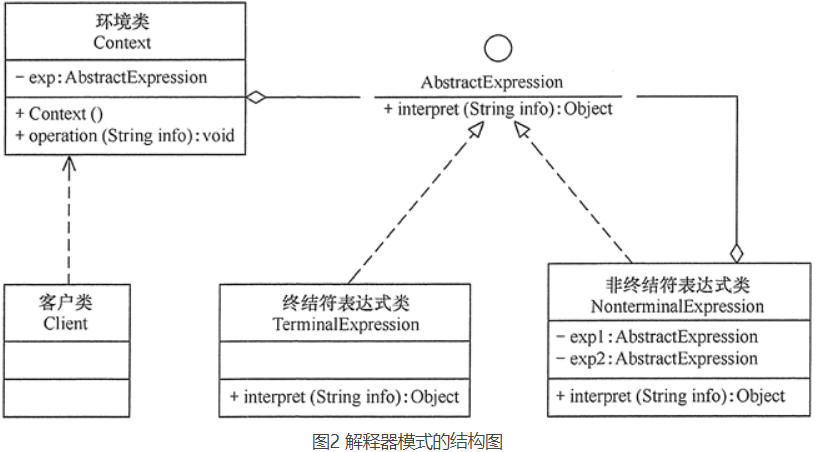 环境类
Context
− exp:AbstractExpression
+ Context ()
+ operation (String info):void
AbstractExpression
+ interpret (String info):Object
客户类
Client
终结符表达式类
TerminalExpression
+ interpret (String info):Object
非终结符表达式类
NonterminalExpression
− exp1:AbstractExpression
− exp2:AbstractExpression
+ interpret (String info):Object
图2 解释器模式的结构图